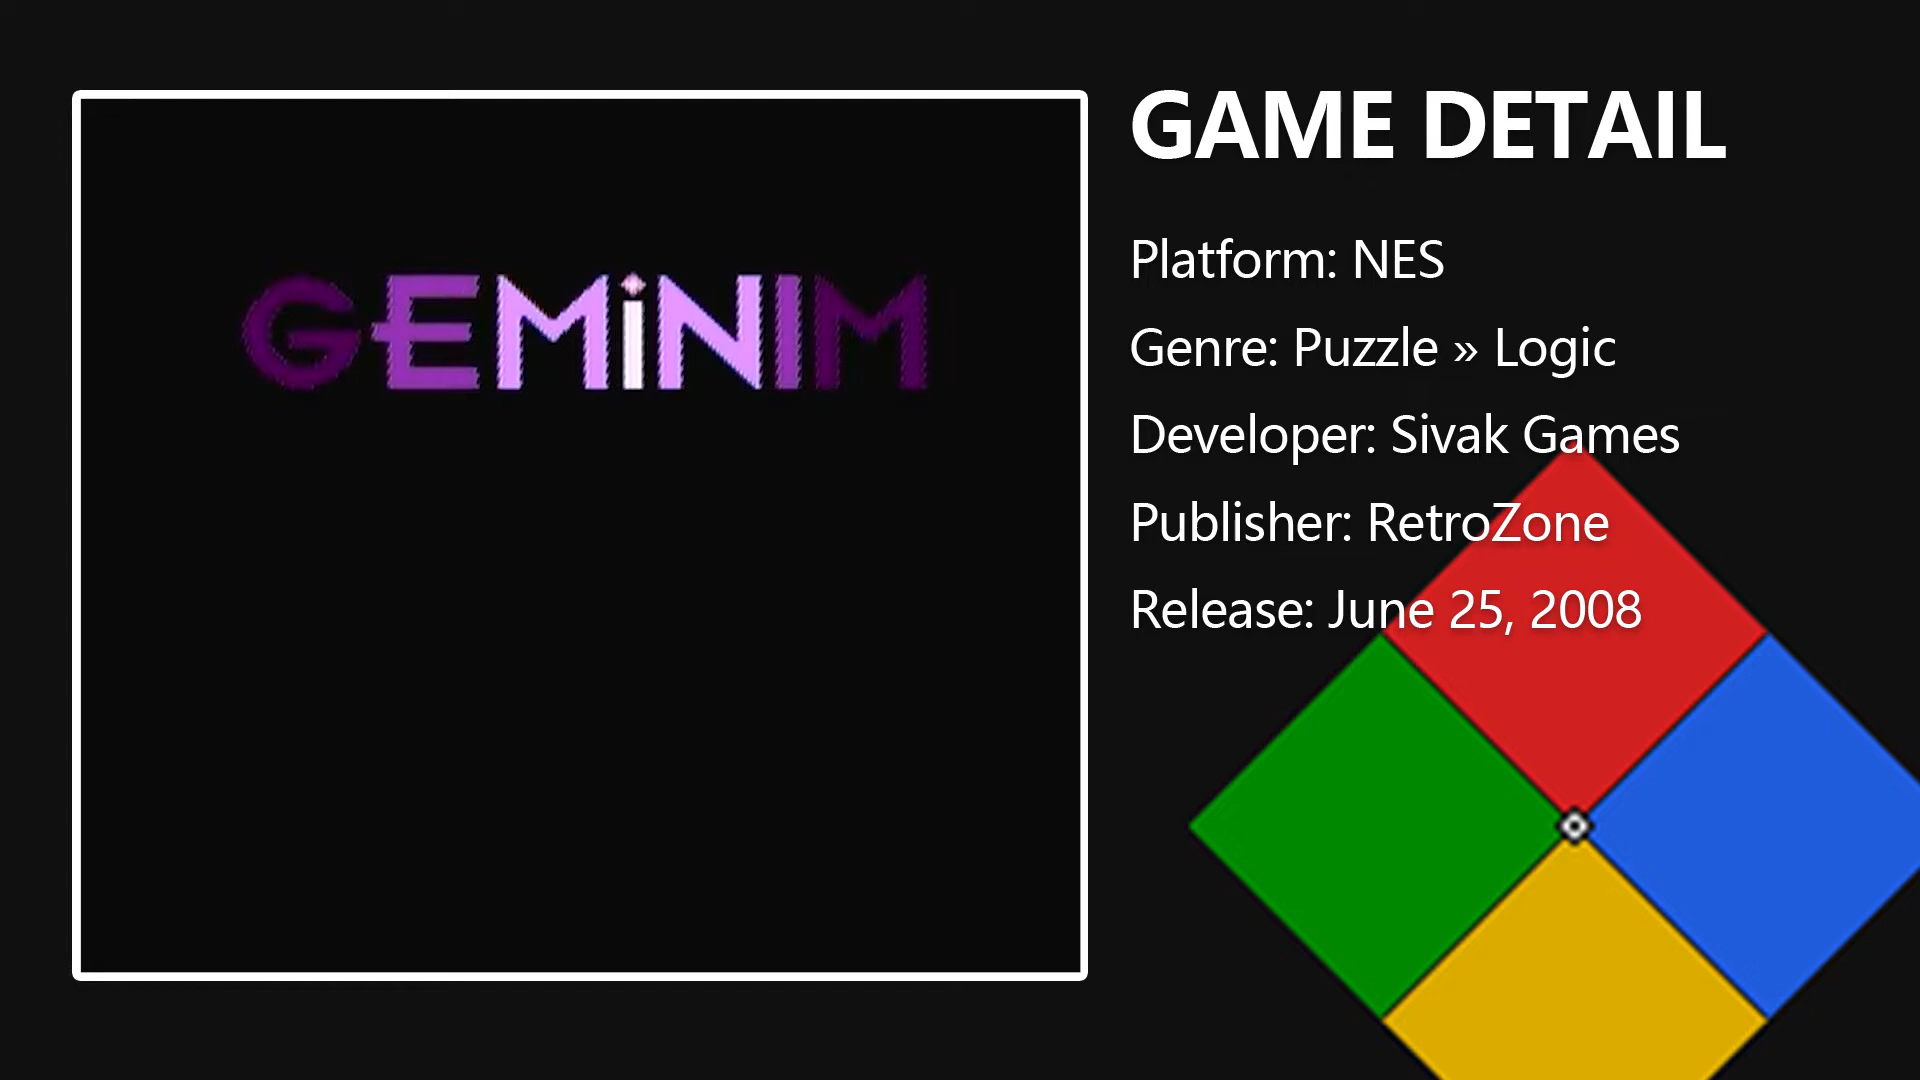 GEMiNIM
GAME DETAIL
Platform: NES
Genre: Puzzle » Logic
Developer: Sivak Games
Publisher: RetroZone
Release: June 25, 2008